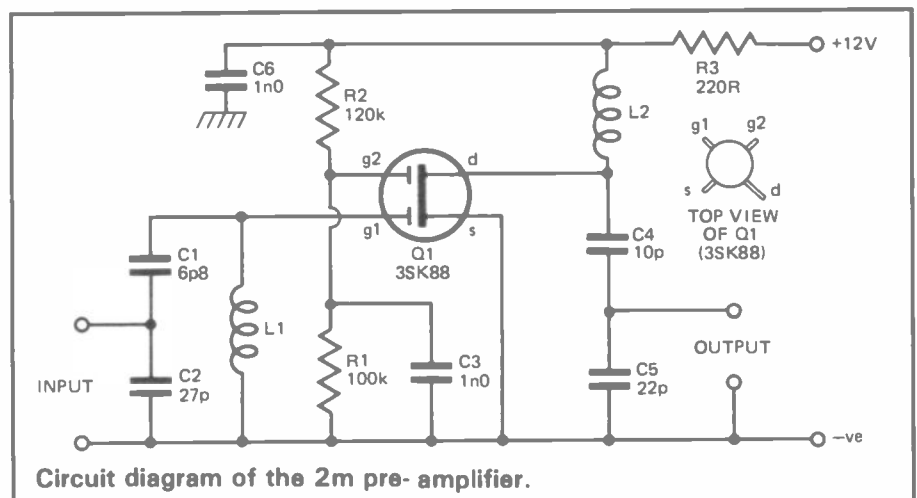 C6
1n0
R2
120k
R3
220R
+12V
L2
g1
g2
s
d
TOP VIEW
OF Q1
(3SK88)
g2
d
g1
s
Q1
3SK88
C1
6p8
L1
C4
10p
INPUT
C2
27p
R1
100k
C3
1n0
C5
22p
OUTPUT
-ve
Circuit diagram of the 2m pre- amplifier.